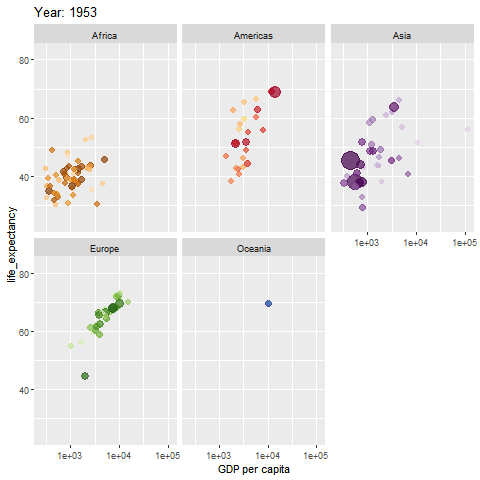 Year: 1953
Africa
Americas
Asia
80
60
40
1e+03
1e+04
1e+05
life_expectancy
Europe
Oceania
80
60
40
1e+03
1e+04
1e+05
1e+03
1e+04
1e+05
GDP per capita